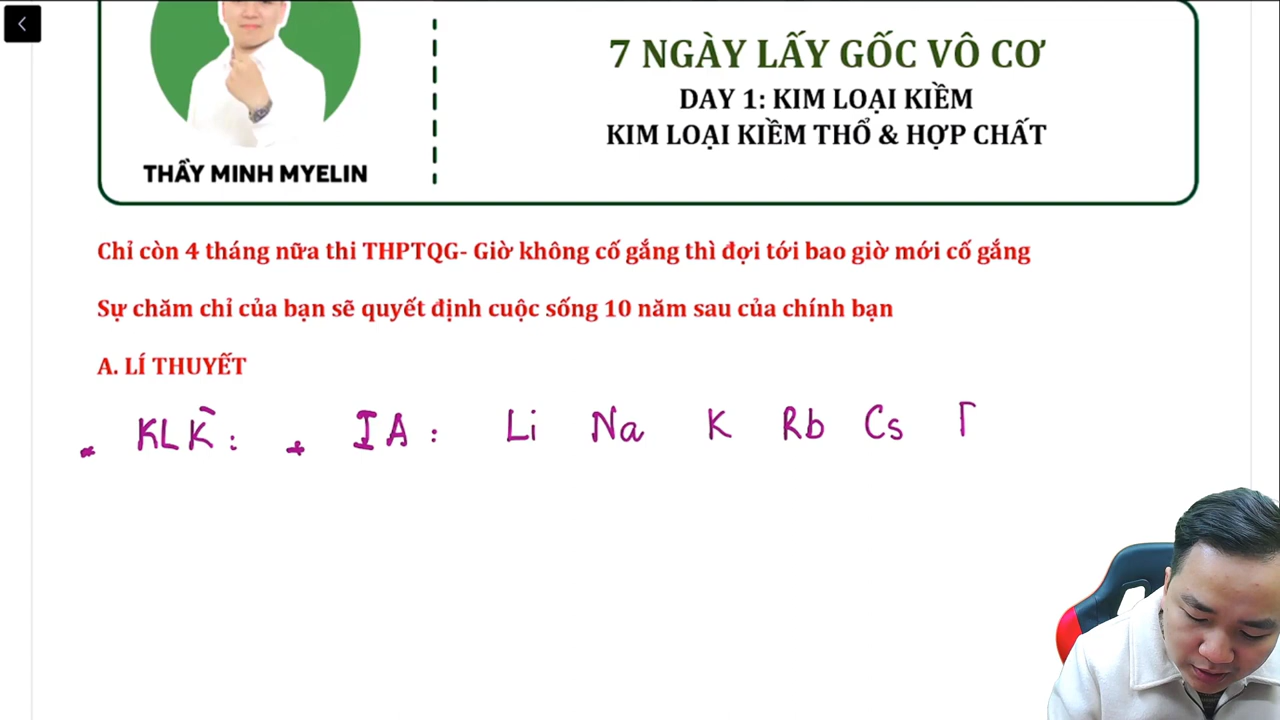 7 NGÀY LẤY GỐC VÔ CƠ
DAY 1: KIM LOẠI KIỀM
KIM LOẠI KIỀM THỔ & HỢP CHẤT
THẦY MINH MYELIN
Chỉ còn 4 tháng nữa thi THPTQG- Giờ không cố gắng thì đợi tới bao giờ mới cố gắng
Sự chăm chỉ của bạn sẽ quyết định cuộc sống 10 năm sau của chính bạn
A. LÍ THUYẾT
* KLK̀: + IA: Li Na K Rb Cs